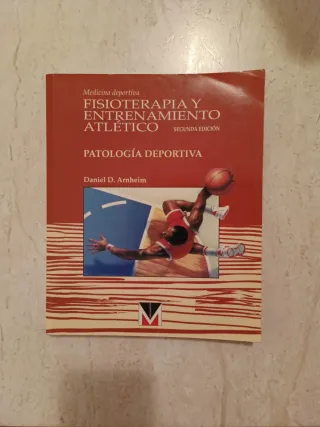 Medicina deportiva
FISIOTERAPIA Y
ENTRENAMIENTO
ATLÉTICO SEGUNDA EDICIÓN
PATOLOGÍA DEPORTIVA
Daniel D. Arnheim
M